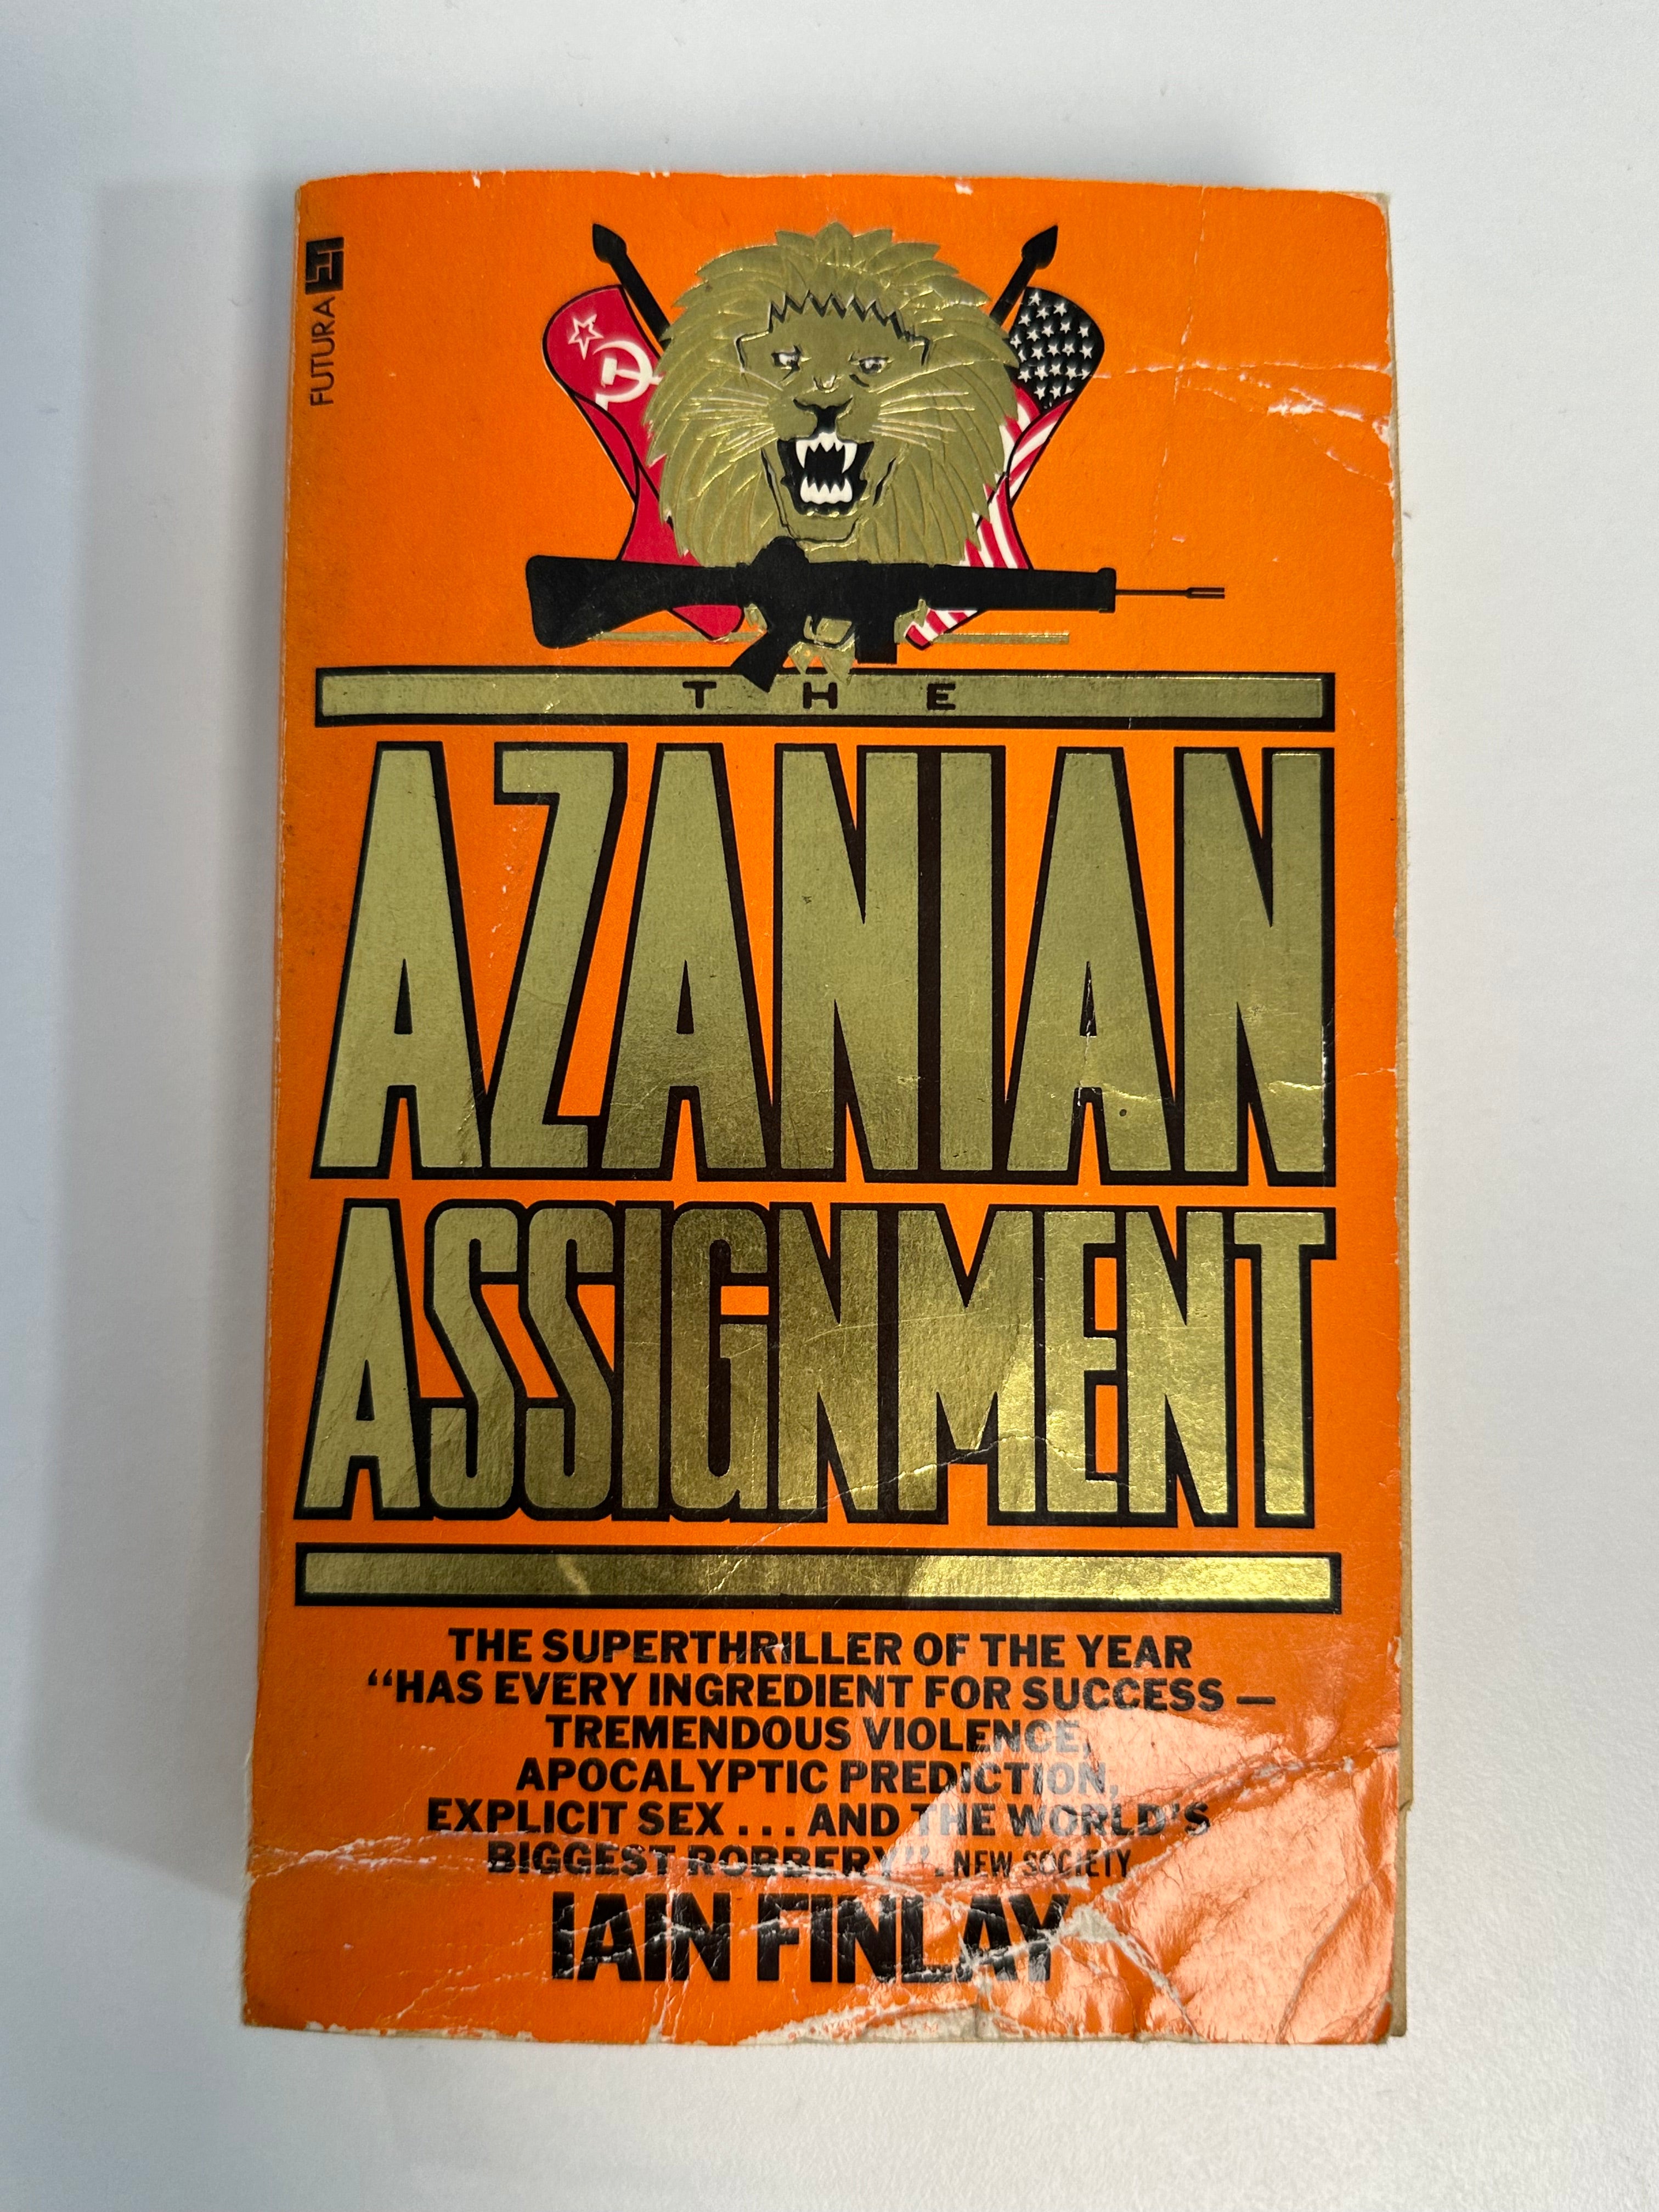 FUTURA
THE
AZANIAN
ASSIGNMENT
THE SUPERTHRILLER OF THE YEAR
“HAS EVERY INGREDIENT FOR SUCCESS —
TREMENDOUS VIOLENCE,
APOCALYPTIC PREDICTION,
EXPLICIT SEX . . . AND THE WORLD'S
BIGGEST ROBBERY”. NEW SOCIETY
IAIN FINLAY